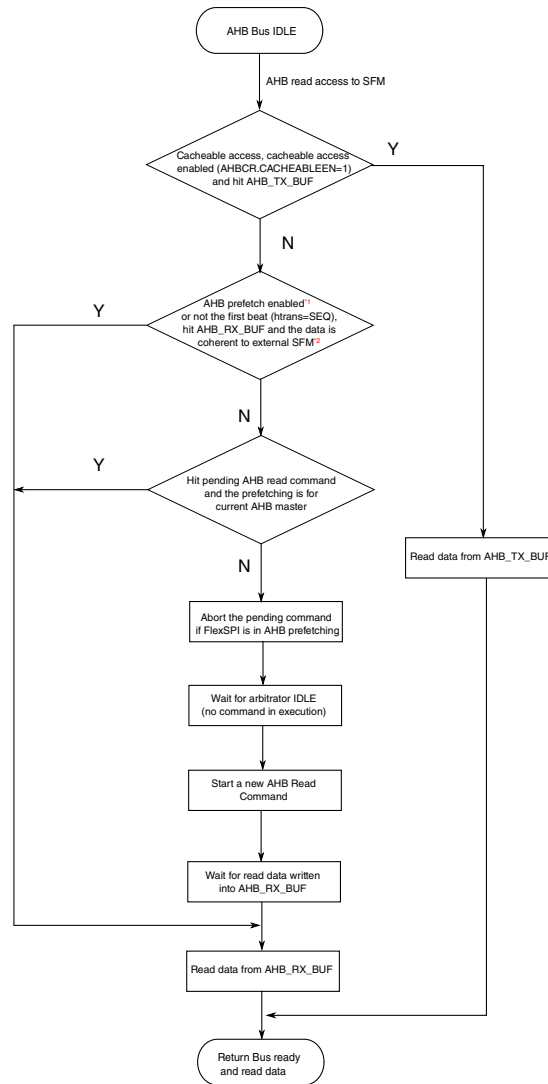 AHB Bus IDLE
AHB read access to SFM
Cacheable access, cacheable access
enabled (AHBCR.CACHEABLEEN=1)
and hit AHB_TX_BUF
Y
N
AHB prefetch enabled*1
or not the first beat (htrans=SEQ),
hit AHB_RX_BUF and the data is
coherent to external SFM*2
Y
N
Hit pending AHB read command
and the prefetching is for
current AHB master
Y
N
Read data from AHB_TX_BUF
Abort the pending command
if FlexSPI is in AHB prefetching
Wait for arbitrator IDLE
(no command in execution)
Start a new AHB Read
Command
Wait for read data written
into AHB_RX_BUF
Read data from AHB_RX_BUF
Return Bus ready
and read data